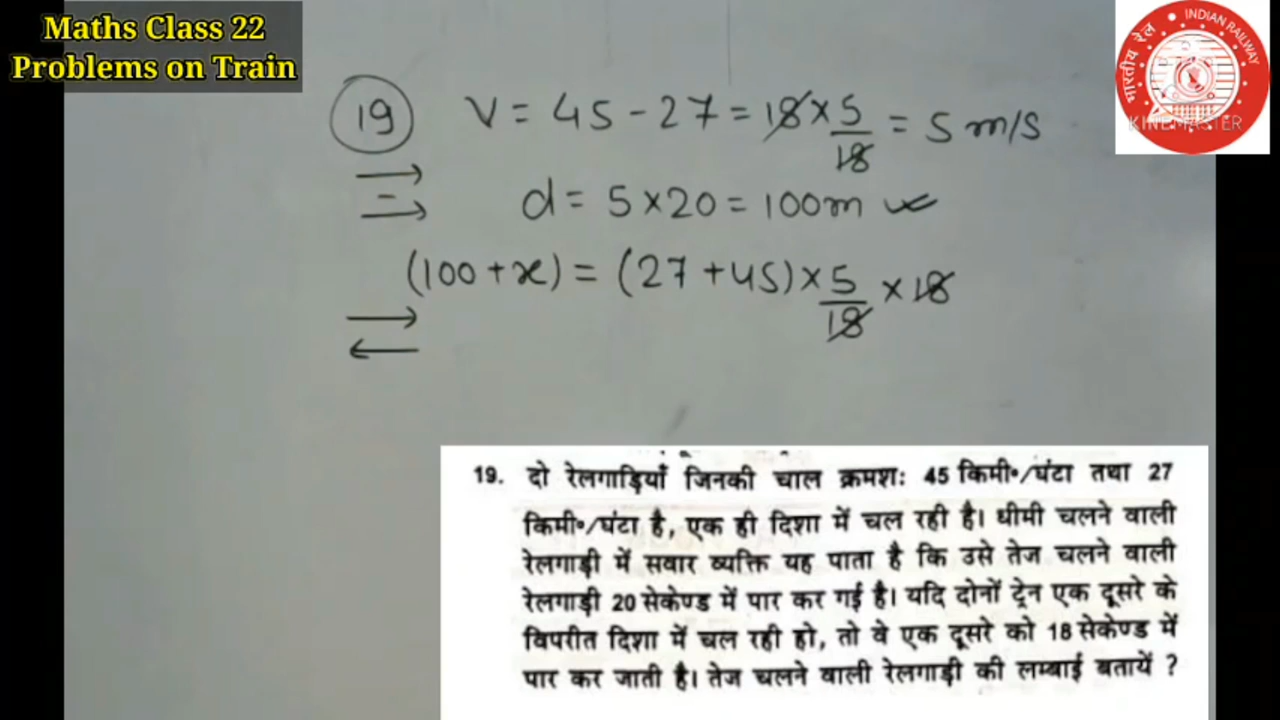 Maths Class 22
Problems on Train
भारतीय रेल
INDIAN RAILWAY
KINEMASTER
19
V = 45 - 27 = 18 × 5/18 = 5 m/s
d = 5 × 20 = 100m
(100 + x) = (27 + 45) × 5/18 × 18
19. दो रेलगाड़ियाँ जिनकी चाल क्रमश: 45 किमी॰/घंटा तथा 27
किमी॰/घंटा है, एक ही दिशा में चल रही है। धीमी चलने वाली
रेलगाड़ी में सवार व्यक्ति यह पाता है कि उसे तेज चलने वाली
रेलगाड़ी 20 सेकेण्ड में पार कर गई है। यदि दोनों ट्रेन एक दूसरे के
विपरीत दिशा में चल रही हो, तो वे एक दूसरे को 18 सेकेण्ड में
पार कर जाती है। तेज चलने वाली रेलगाड़ी की लम्बाई बतायें ?